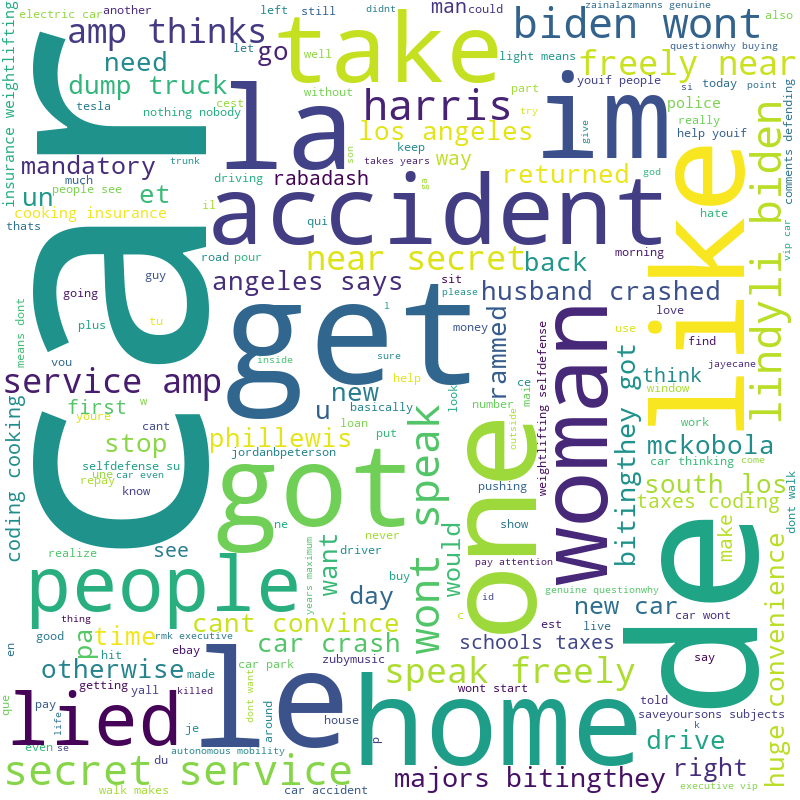 car
get
la
accident
de
home
le
one
woman
like
im
take
got
people
lied
biden wont
harris
amp thinks
need
dump truck
go
man
freely near
los angeles
way
returned
mandatory
un
et
cooking insurance
rabadash
near secret
back
angeles says
husband crashed
rammed
service amp
new
first
u
phillewis
stop
think
mckobola
south los
taxes coding
lindyli biden
bitingthey got
coding cooking
wont speak
would
want
day
see
pa
time
cant convince
car crash
otherwise
schools taxes
new car
make
huge convenience
speak freely
secret service
majors bitingthey
right
drive
electric car
another
left
still
didnt
could
zainalazmanns genuine
also
questionwhy buying
let
well
light means
youif people
si
today
point
tesla
cest
without
part
police
nothing nobody
try
give
really
help youif
comments defending
insurance weightlifting
trunk
son
keep
takes years
god
much
people see
driving
ga
hate
thats
il
qui
road
pour
morning
vip car
guy
going
sit
please
l
money
love
plus
tu
find
means dont
vou
inside
sure
use
jayecane
help
ce
window
look
number
main
weightlifting selfdefense
outside
work
youre
w
basically
loan
put
cant
jordanbpeterson
car thinking
come
selfdefense su
une
car even
repay
know
pushing
dont walk
ne
never
show
realize
driver
pay attention
years maximum
buy
id
genuine questionwhy
c
thing
est
live
car wont
good
rmk executive
en
hit
ebay
car park
zubymusic
say
getting
made
killed
wont start
told
yall
dont want
que
pay
life
je
around
house
saveyoursons subjects
k
even
se
autonomous mobility
p
du
walk makes
car accident
executive vip